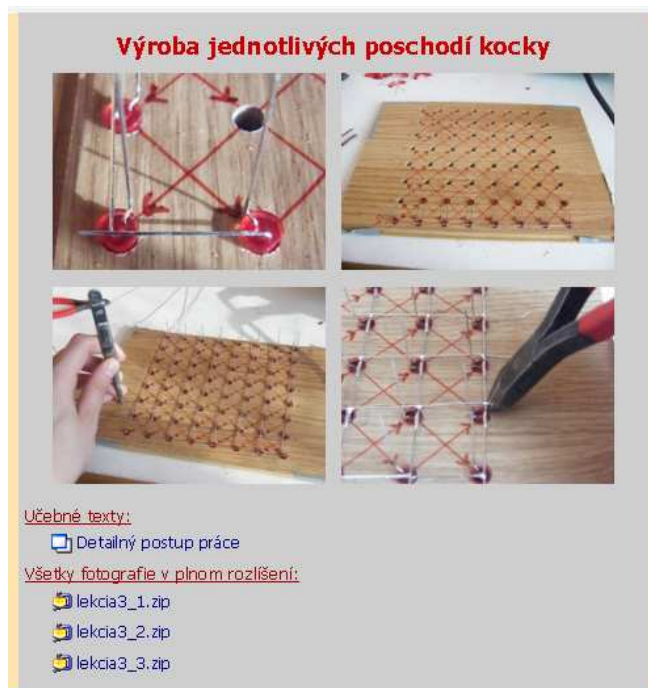 Výroba jednotlivých poschodí kocky
Učebné texty:
Detailný postup práce
Všetky fotografie v plnom rozlíšení:
lekcia3_1.zip
lekcia3_2.zip
lekcia3_3.zip